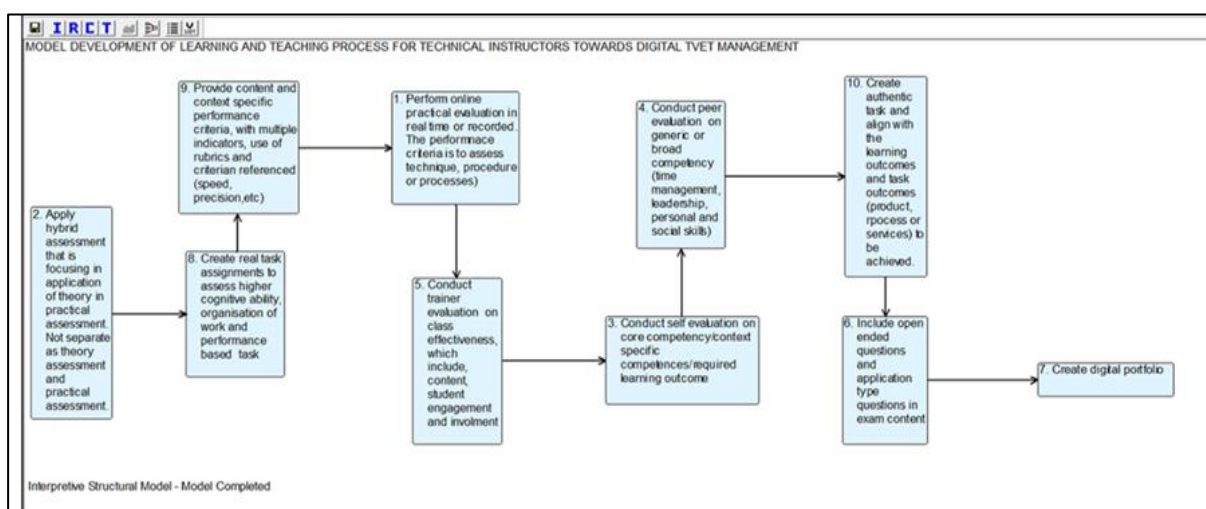 I R C T
MODEL DEVELOPMENT OF LEARNING AND TEACHING PROCESS FOR TECHNICAL INSTRUCTORS TOWARDS DIGITAL TVET MANAGEMENT
2. Apply
hybrid
assessment
that is
focusing in
application
of theory in
practical
assessment.
Not separate
as theory
assessment
and
practical
assessment.
8. Create real task
assignments to
assess higher
cognitive ability,
organisation of
work and
performance
based task
9. Provide content and
context specific
performance
criteria, with multiple
indicators, use of
rubrics and
criterian referenced
(speed,
precision,etc)
1. Perform online
practical evaluation in
real time or recorded.
The performnace
criteria is to assess
technique, procedure
or processes)
5. Conduct
trainer
evaluation on
class
effectiveness,
which
include,
content,
student
engagement
and involment
3. Conduct self evaluation on
core competency/context
specific
competences/required
learning outcome
4. Conduct peer
evaluation on
generic or
broad
competency
(time
management,
leadership,
personal and
social skills)
10. Create
authentic
task and
align with
the
learning
outcomes
and task
outcomes
(product,
rpocess or
services) to
be
achieved.
6. Include open
ended
questions
and
application
type
questions in
exam content
7. Create digital portfolio
Interpretive Structural Model - Model Completed